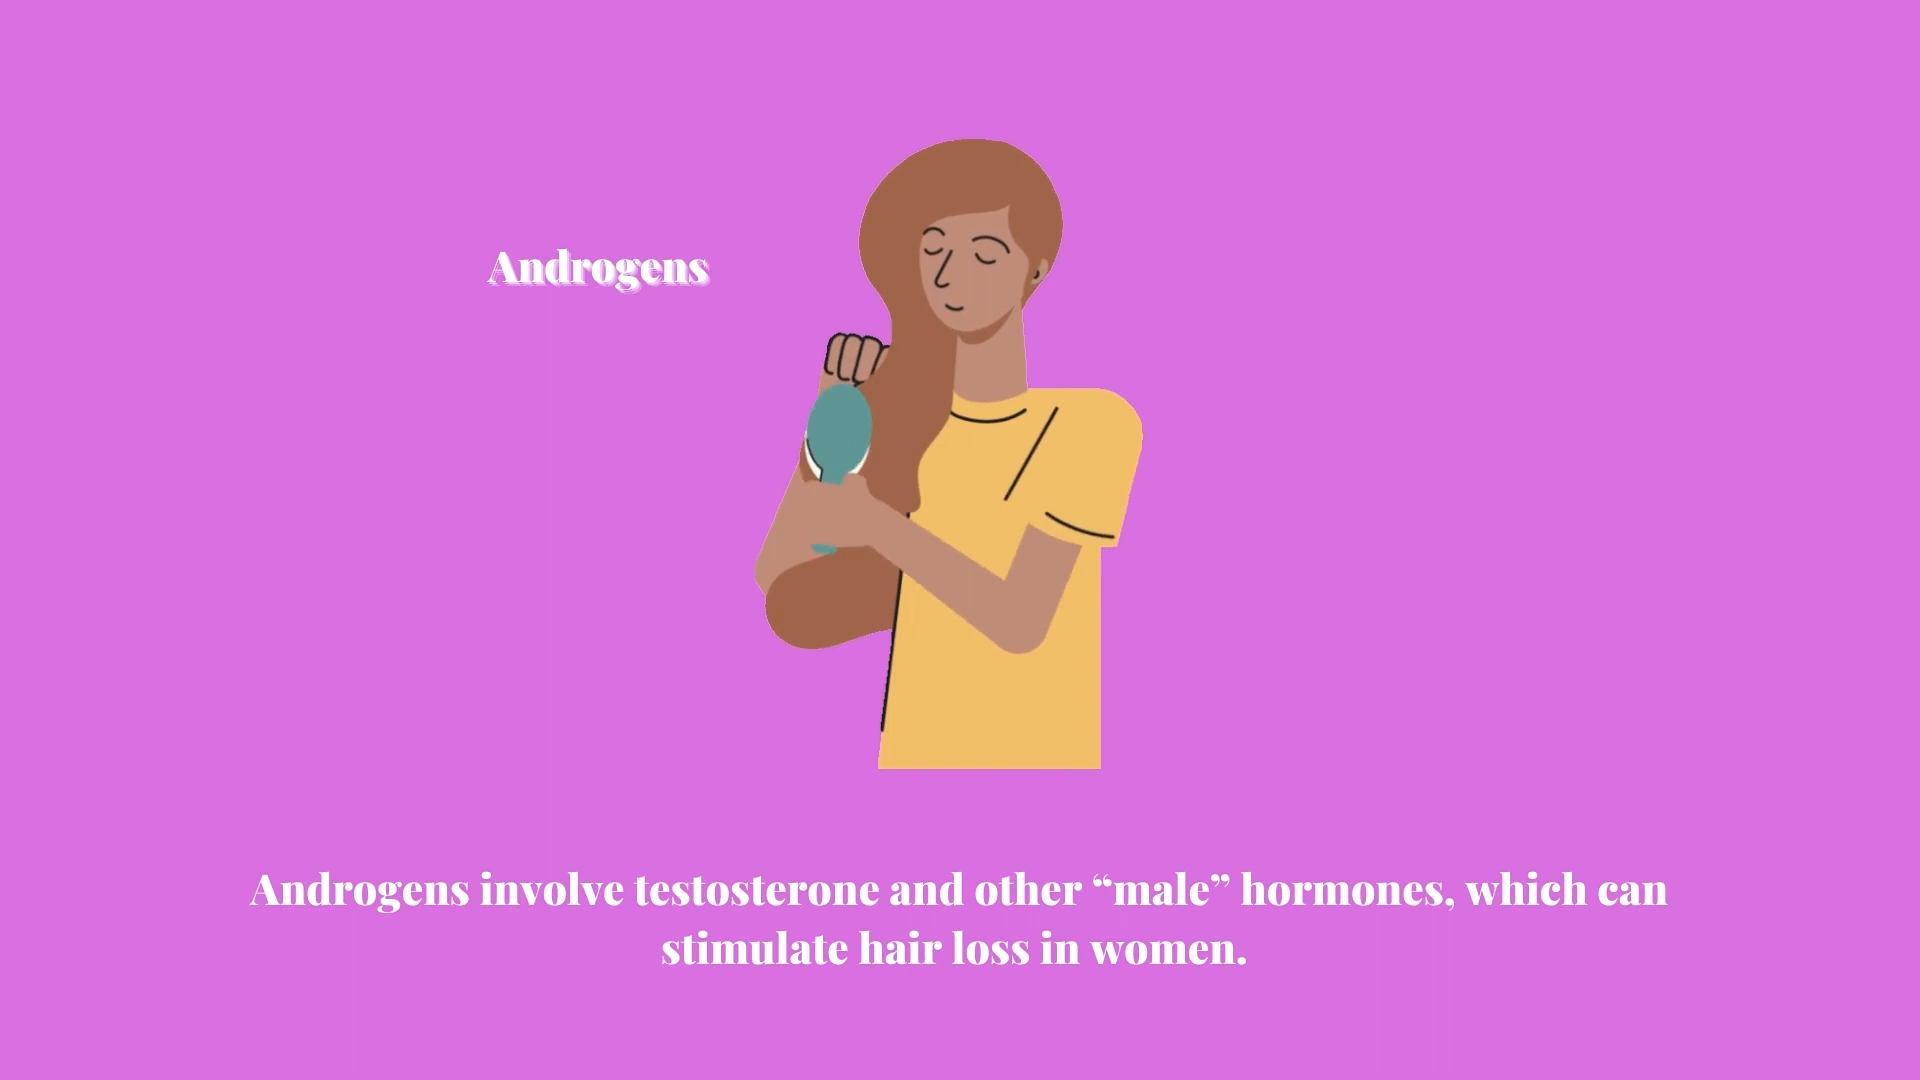 Androgens
Androgens involve testosterone and other “male” hormones, which can
stimulate hair loss in women.